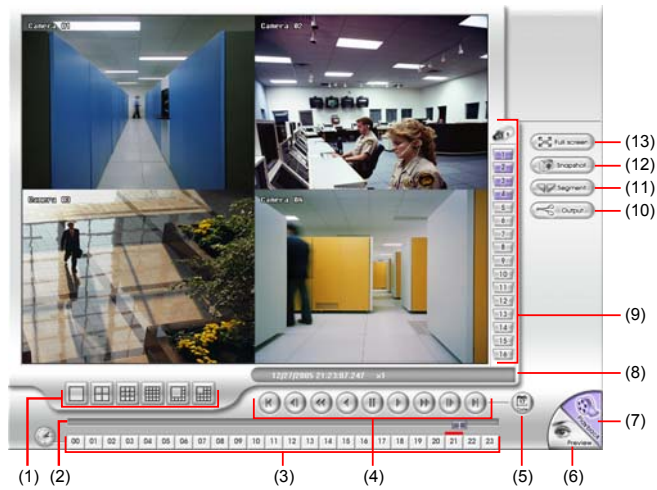 Camera 01
Camera 02
Camera 03
Camera 04
1
2
3
4
5
6
7
8
9
10
11
12
13
14
15
16
Full screen
(13)
Snapshot
(12)
Segment
(11)
Output
(10)
(9)
12/27/2005 21:23:07.247 x1
(8)
00 01 02 03 04 05 06 07 08 09 10 11 12 13 14 15 16 17 18 19 20 21 22 23
Playback
Preview
(7)
(1) (2) (3) (4) (5) (6)